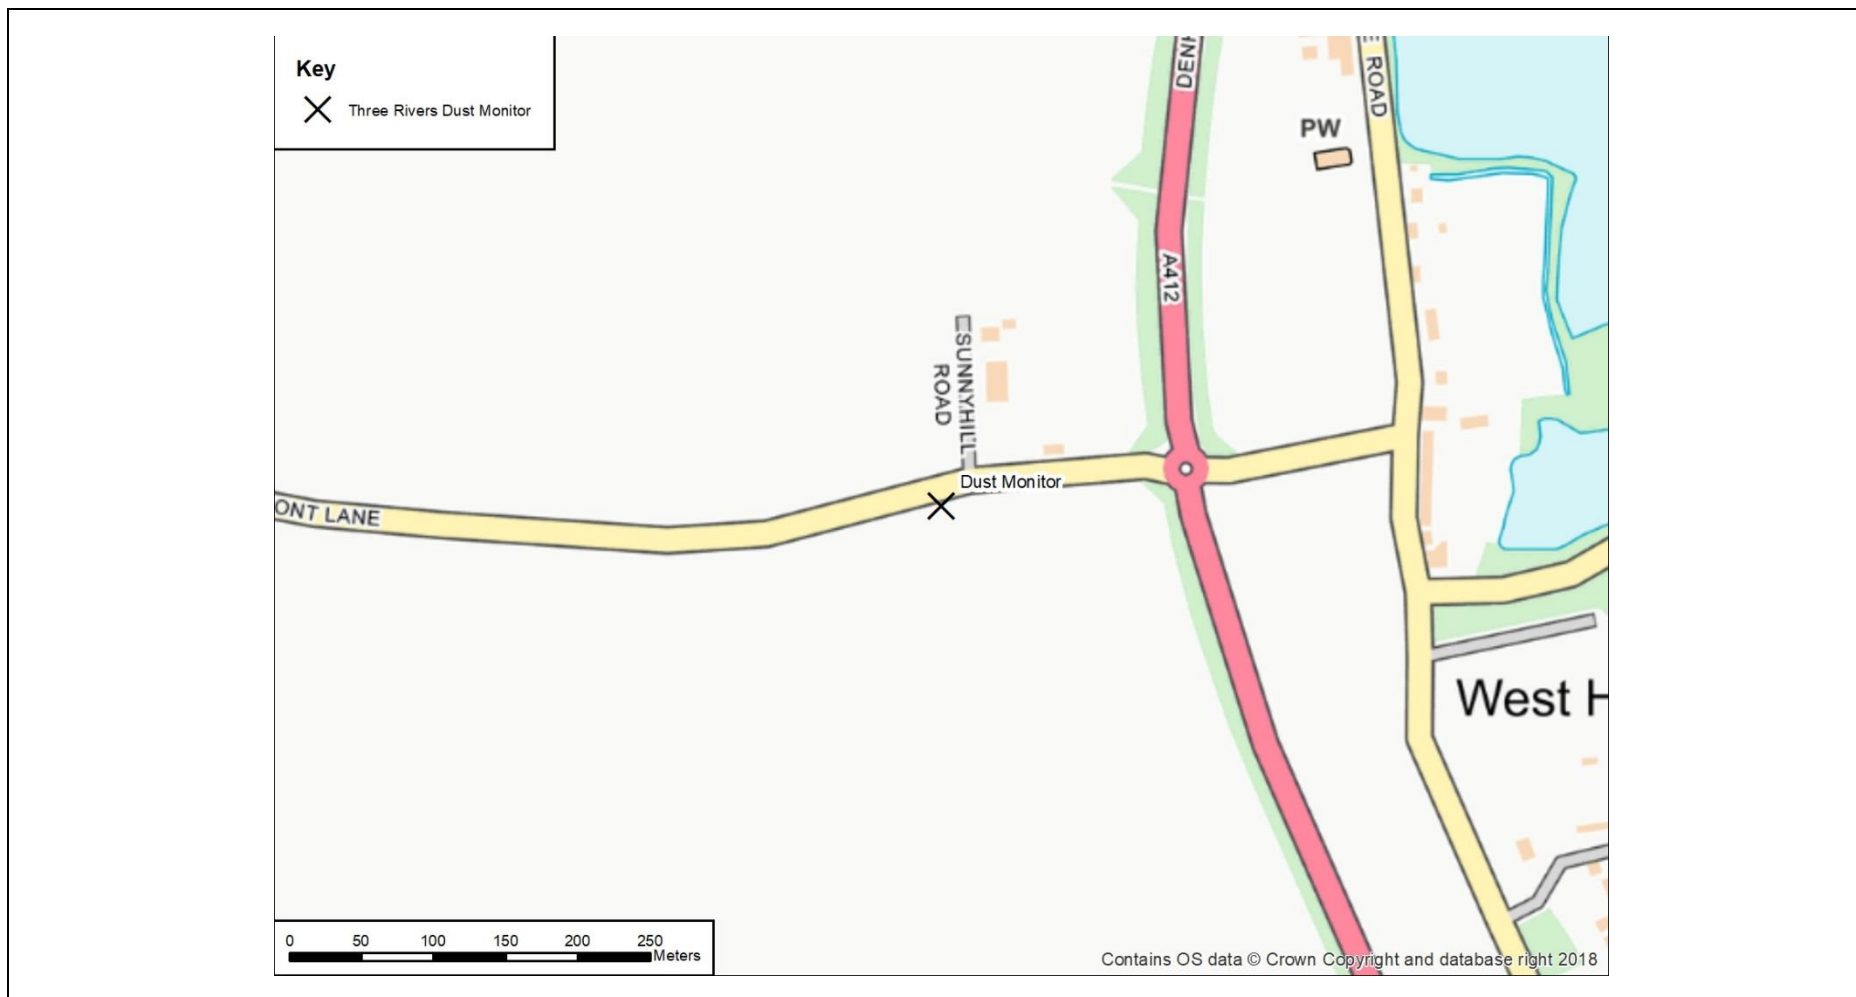 Key
Three Rivers Dust Monitor
DENH
E ROAD
PW
A412
SUNNYHILL
ROAD
Dust Monitor
ONT LANE
West H
0 50 100 150 200 250
Meters
Contains OS data © Crown Copyright and database right 2018